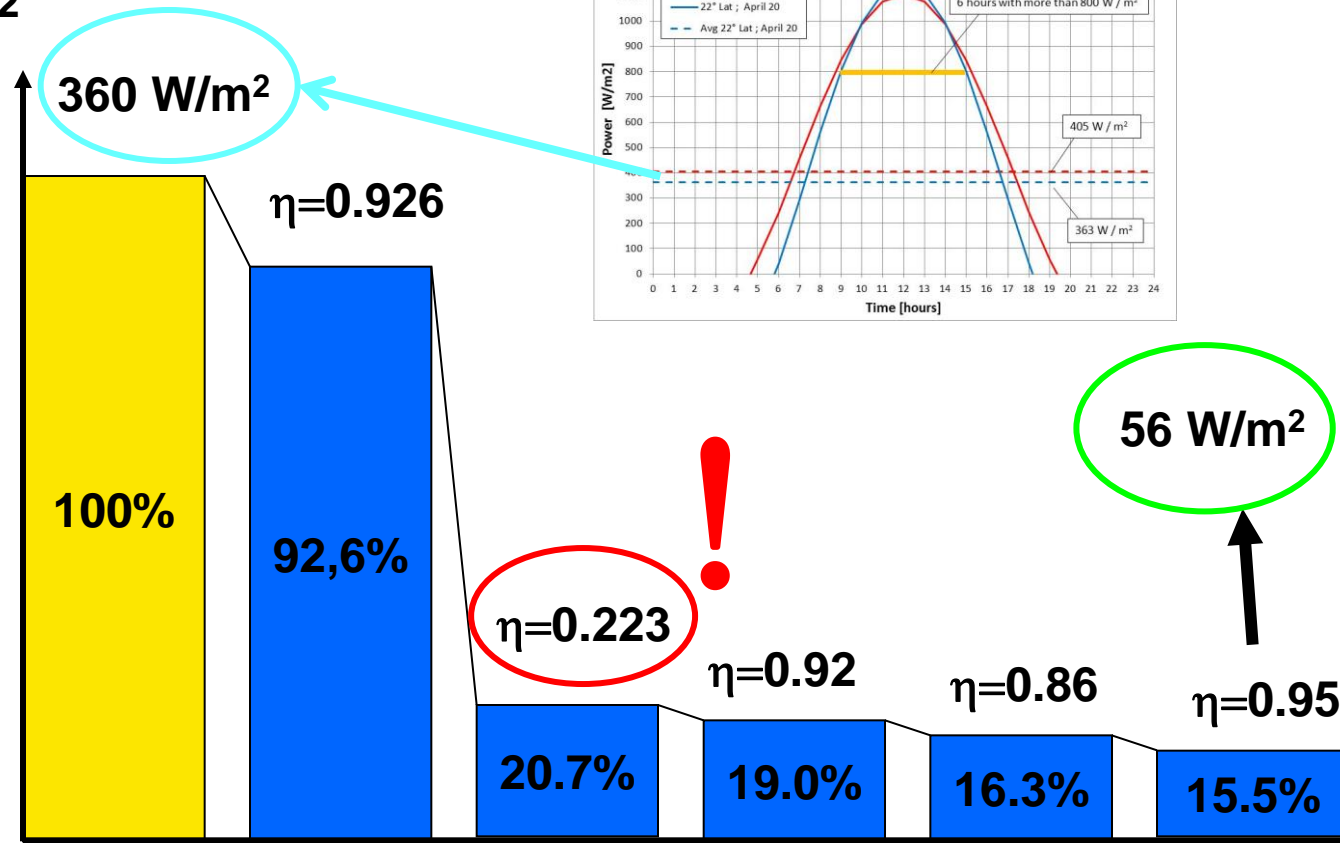 2
360 W/m²
η=0.926
100%
92,6%
η=0.223
!
20.7%
η=0.92
19.0%
η=0.86
16.3%
η=0.95
15.5%
56 W/m²
22° Lat ; April 20
Avg 22° Lat ; April 20
6 hours with more than 800 W / m²
405 W / m²
363 W / m²
Power [W/m2]
1000
900
800
700
600
500
300
200
100
0
0 1 2 3 4 5 6 7 8 9 10 11 12 13 14 15 16 17 18 19 20 21 22 23 24
Time [hours]